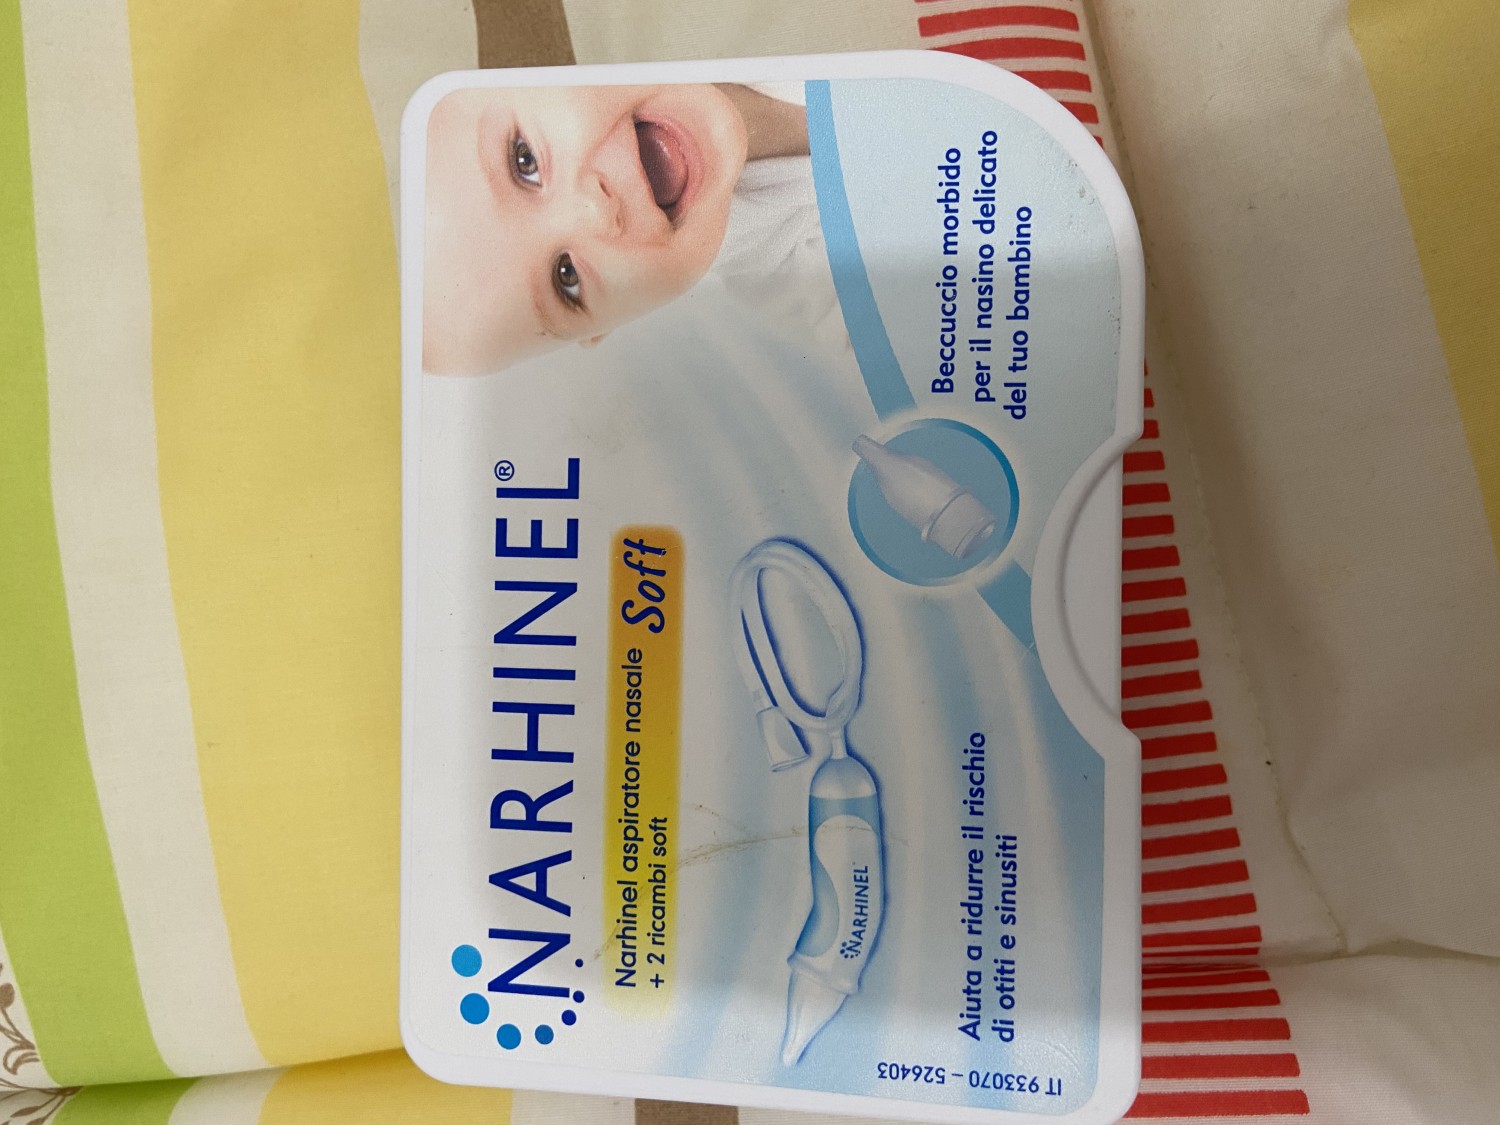 NARHINEL®
Narhinel aspiratore nasale Soft
+ 2 ricambi soft
NARHINEL
Beccuccio morbido
per il nasino delicato
del tuo bambino
Aiuta a ridurre il rischio
di otiti e sinusiti
IT 933070 – 526403